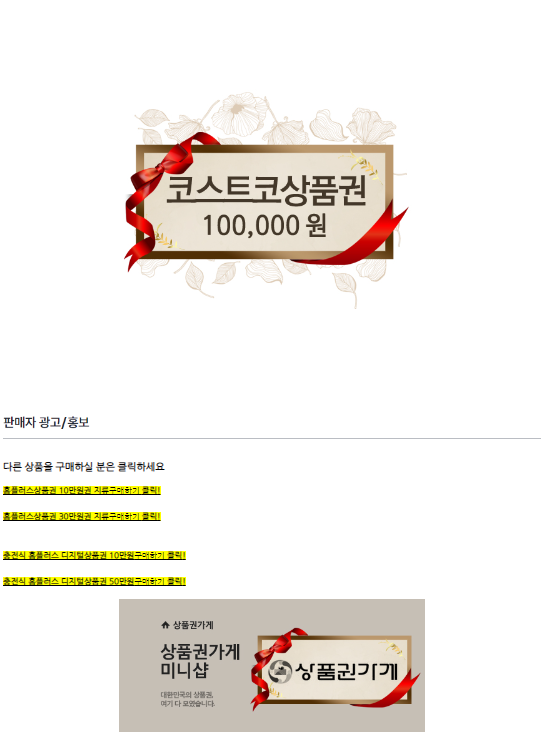 코스트코상품권
100,000 원
판매자 광고/홍보
다른 상품을 구매하실 분은 클릭하세요
홈플러스상품권 10만원권 지류구매하기 클릭!
홈플러스상품권 30만원권 지류구매하기 클릭!
충전식 홈플러스 디지털상품권 10만원구매하기 클릭!
충전식 홈플러스 디지털상품권 50만원구매하기 클릭!
상품권가게
상품권가게
미니샵
상품권가게
대한민국의 상품권,
여기 다 모였습니다.